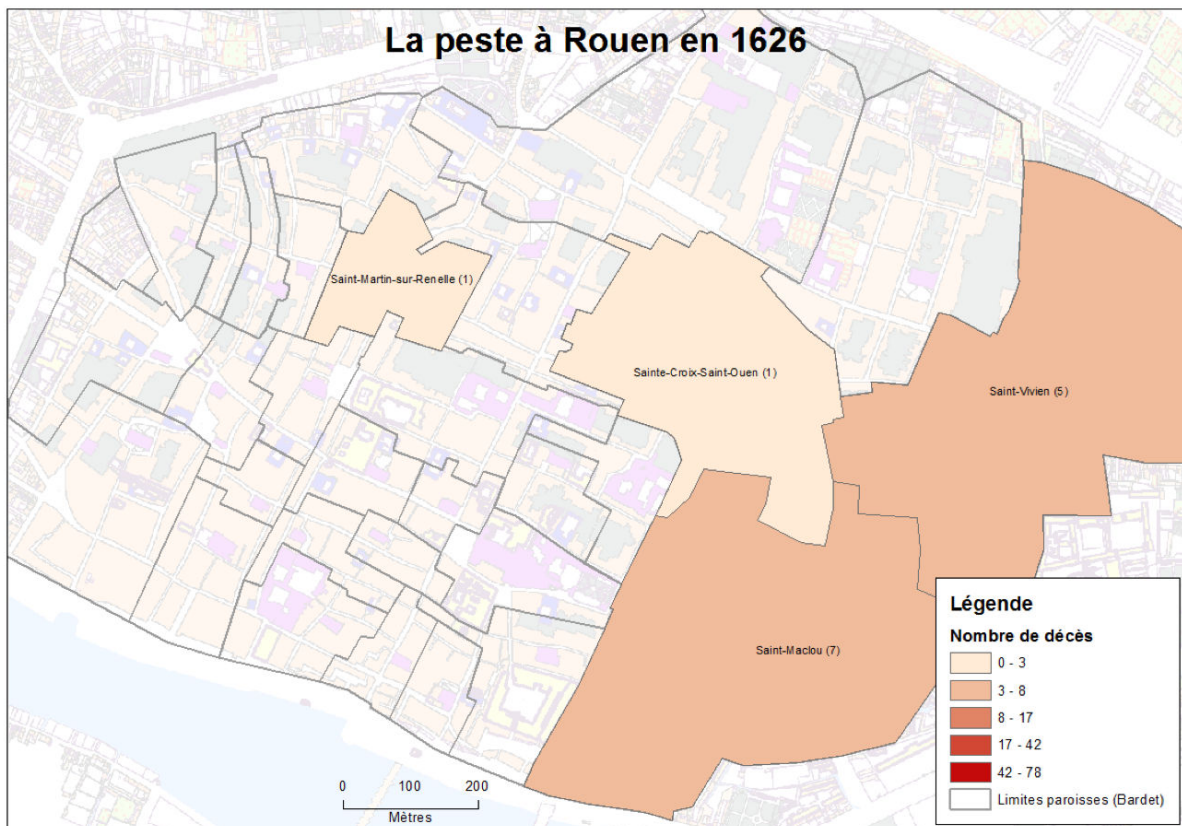 La peste à Rouen en 1626
Saint-Martin-sur-Renelle (1)
Sainte-Croix-Saint-Ouen (1)
Saint-Vivien (5)
Saint-Maclou (7)
0 100 200
Mètres
Légende
Nombre de décès
0 - 3
3 - 8
8 - 17
17 - 42
42 - 78
Limites paroisses (Bardet)